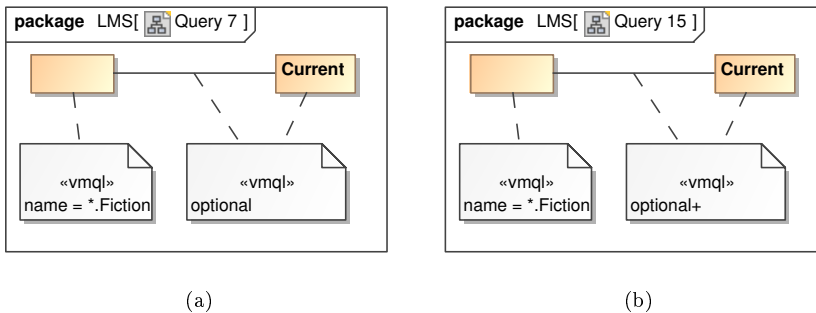 package LMS[ Query 7 ]
Current
«vmql»
name = *.Fiction
«vmql»
optional
(a)
package LMS[ Query 15 ]
Current
«vmql»
name = *.Fiction
«vmql»
optional+
(b)